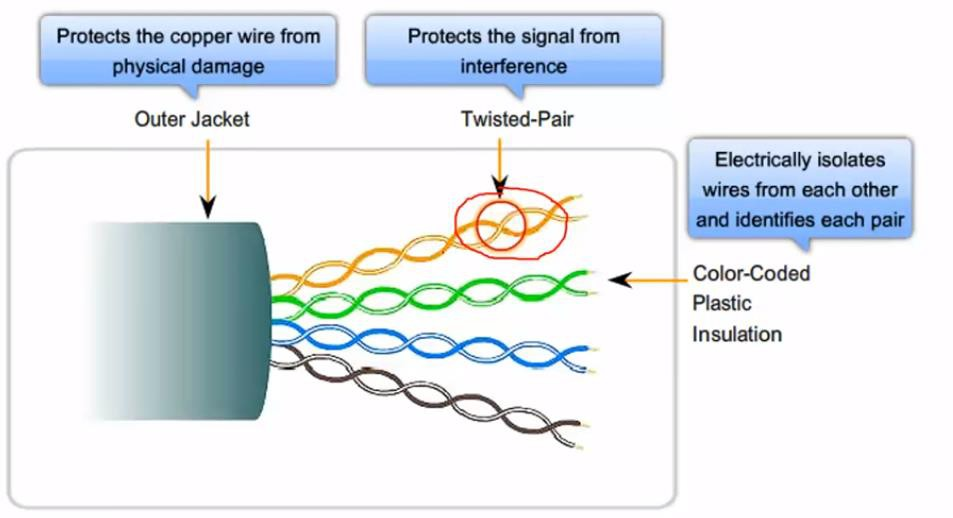 Protects the copper wire from
physical damage
Protects the signal from
interference
Outer Jacket
Twisted-Pair
Electrically isolates
wires from each other
and identifies each pair
Color-Coded
Plastic
Insulation